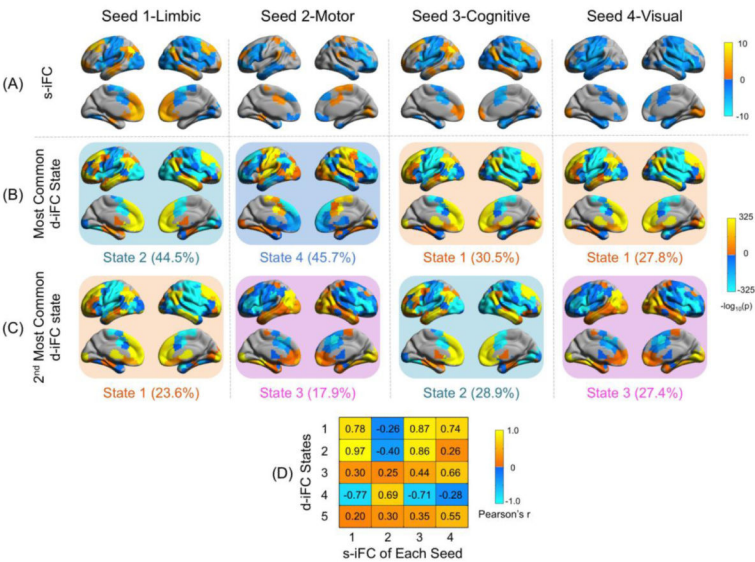 Seed 1-Limbic Seed 2-Motor Seed 3-Cognitive Seed 4-Visual
(A) s-iFC
10
0
-10
(B) Most Common d-iFC State
State 2 (44.5%) State 4 (45.7%) State 1 (30.5%) State 1 (27.8%)
325
0
-325
-log10(p)
(C) 2nd Most Common d-iFC state
State 1 (23.6%) State 3 (17.9%) State 2 (28.9%) State 3 (27.4%)
(D) d-iFC States
1 0.78 -0.26 0.87 0.74
2 0.97 -0.40 0.86 0.26
3 0.30 0.25 0.44 0.66
4 -0.77 0.69 -0.71 -0.28
5 0.20 0.30 0.35 0.55
1 2 3 4
s-iFC of Each Seed
1.0
0
-1.0
Pearson's r